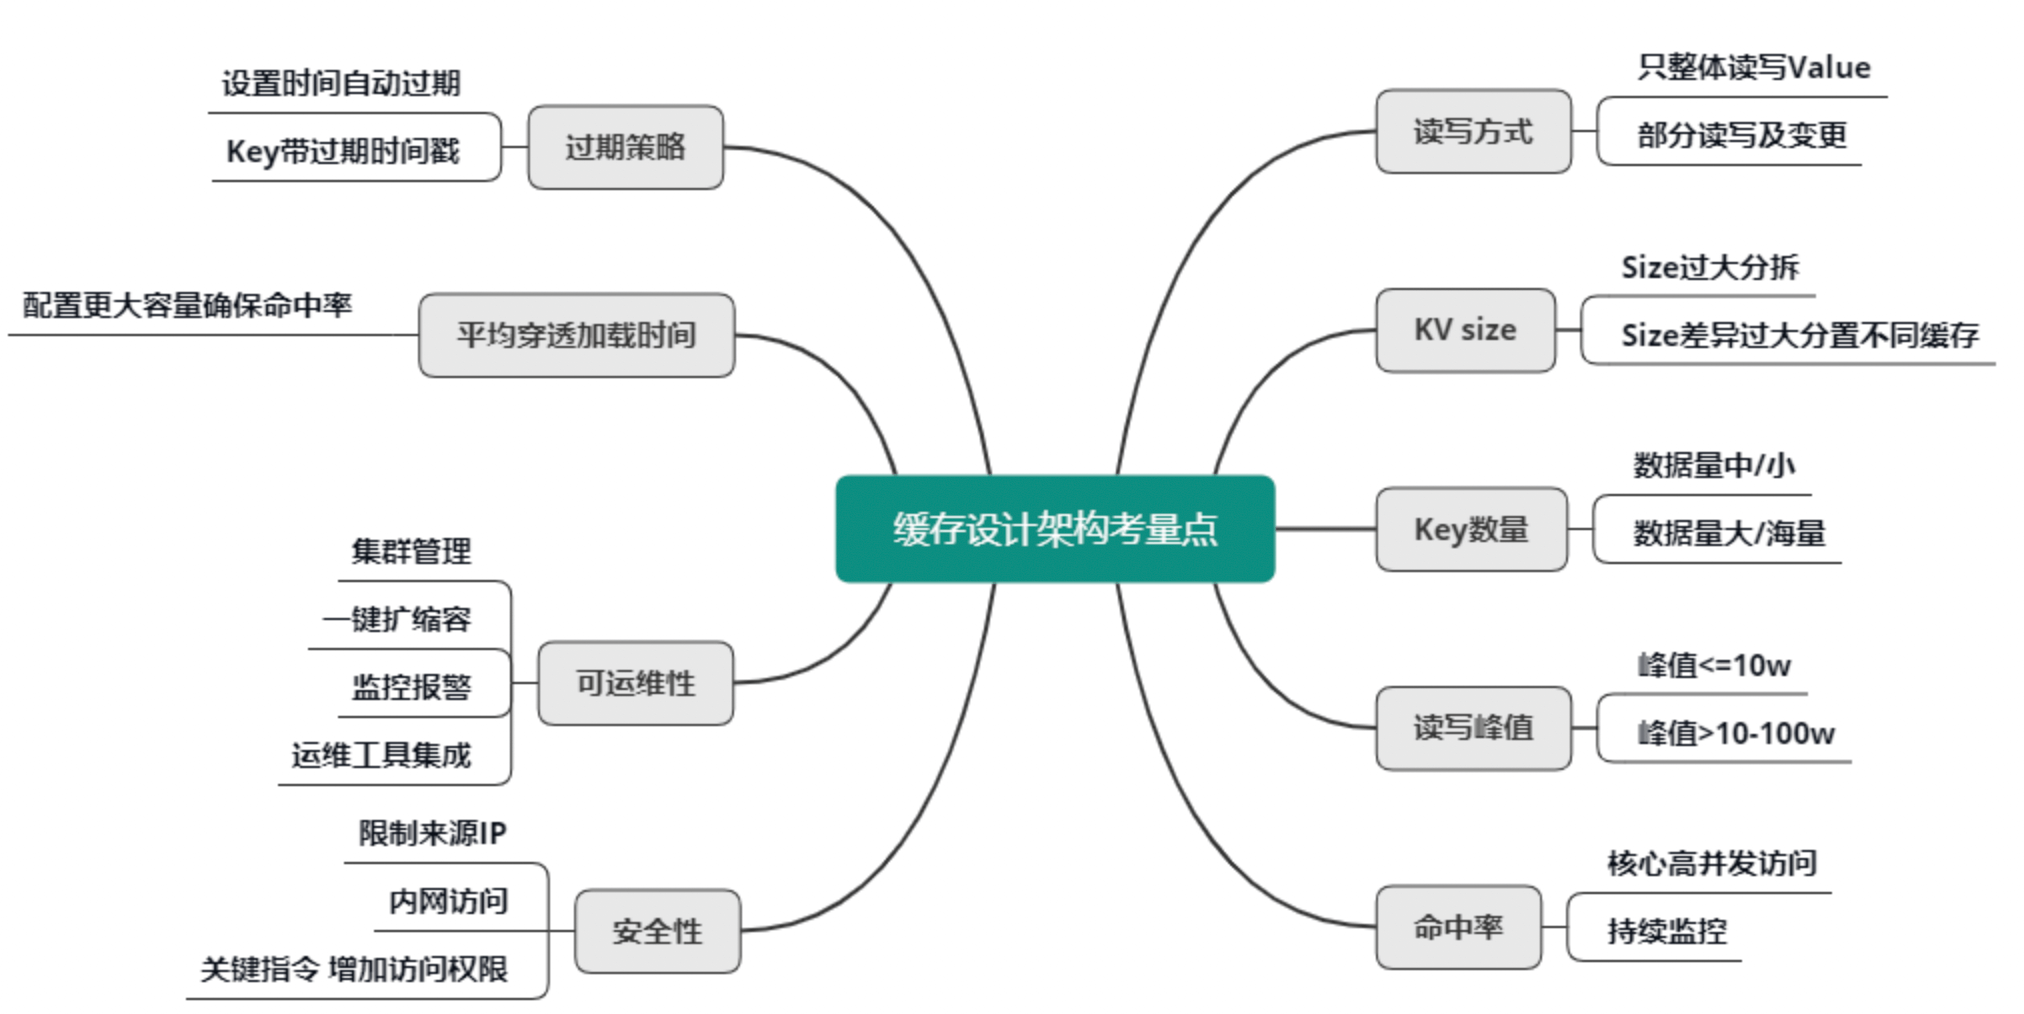 缓存设计架构考量点
读写方式
只整体读写Value
部分读写及变更
KV size
Size过大分拆
Size差异过大分置不同缓存
Key数量
数据量中/小
数据量大/海量
读写峰值
峰值<=10w
峰值>10-100w
命中率
核心高并发访问
持续监控
过期策略
设置时间自动过期
Key带过期时间戳
平均穿透加载时间
配置更大容量确保命中率
可运维性
集群管理
一键扩缩容
监控报警
运维工具集成
安全性
限制来源IP
内网访问
关键指令 增加访问权限